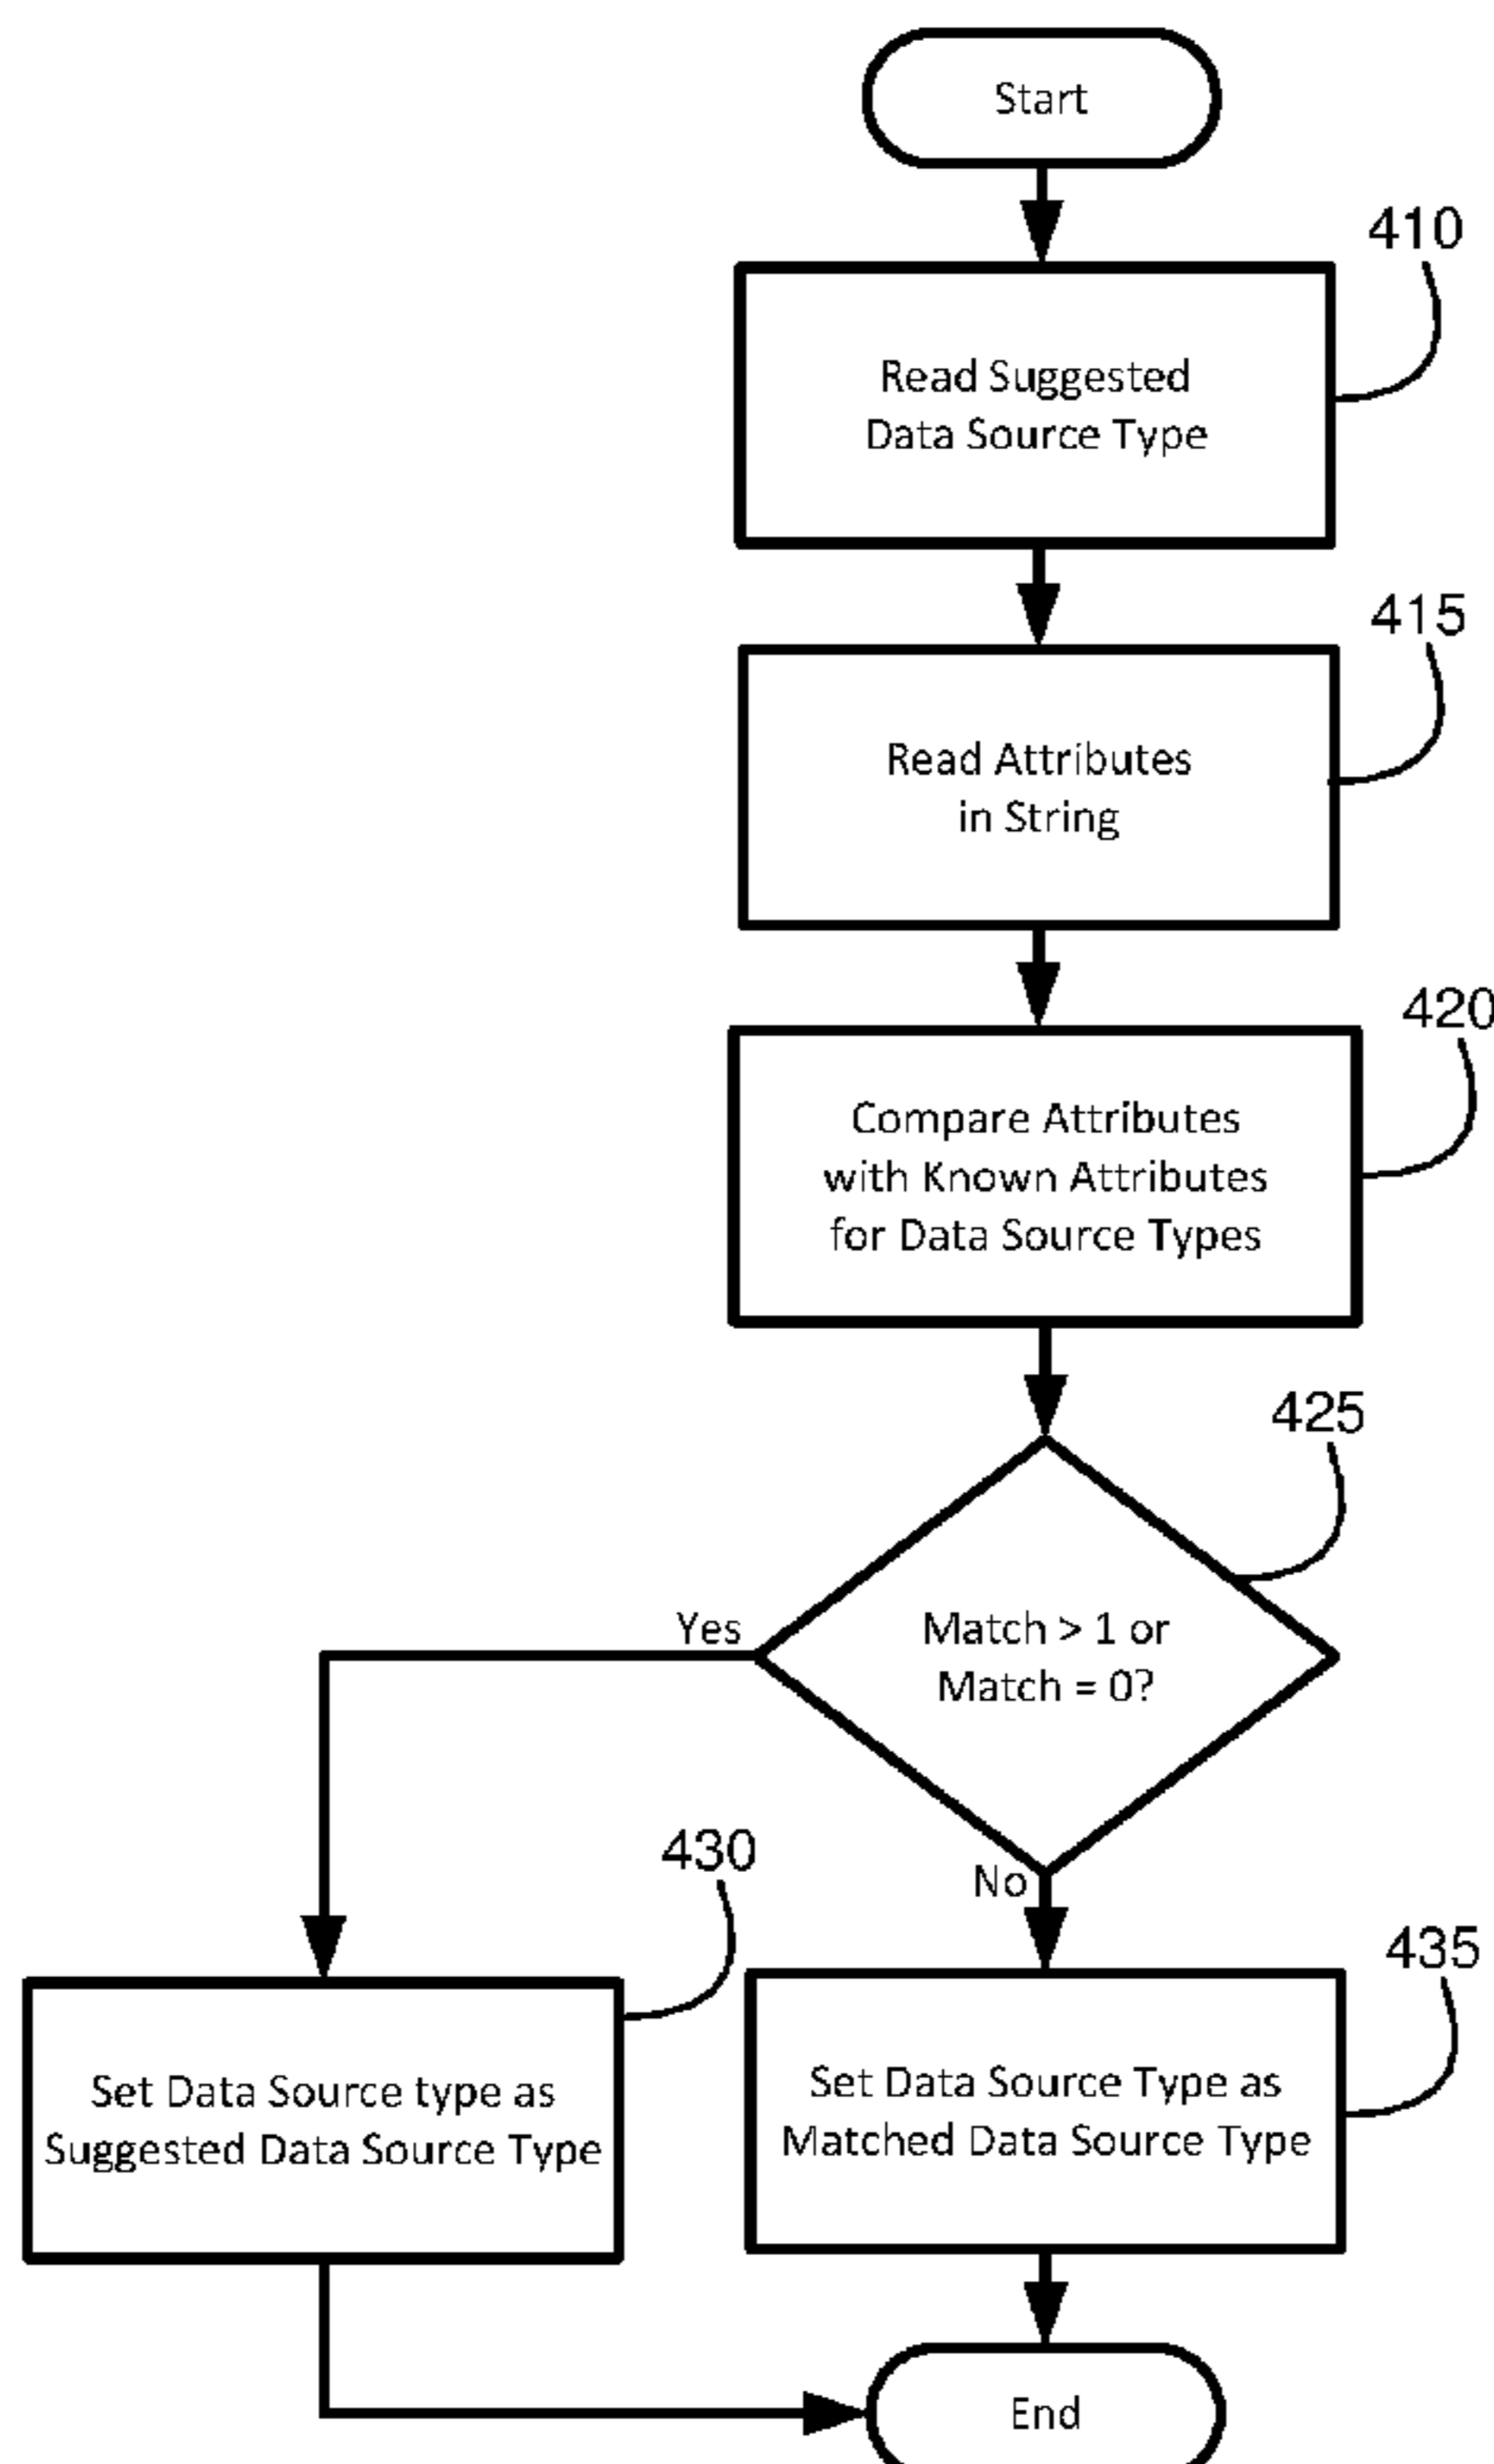 Start
410
Read Suggested
Data Source Type
415
Read Attributes
in String
420
Compare Attributes
with Known Attributes
for Data Source Types
425
Yes
Match > 1 or
Match = 0?
No
430
435
Set Data Source type as
Suggested Data Source Type
Set Data Source Type as
Matched Data Source Type
End